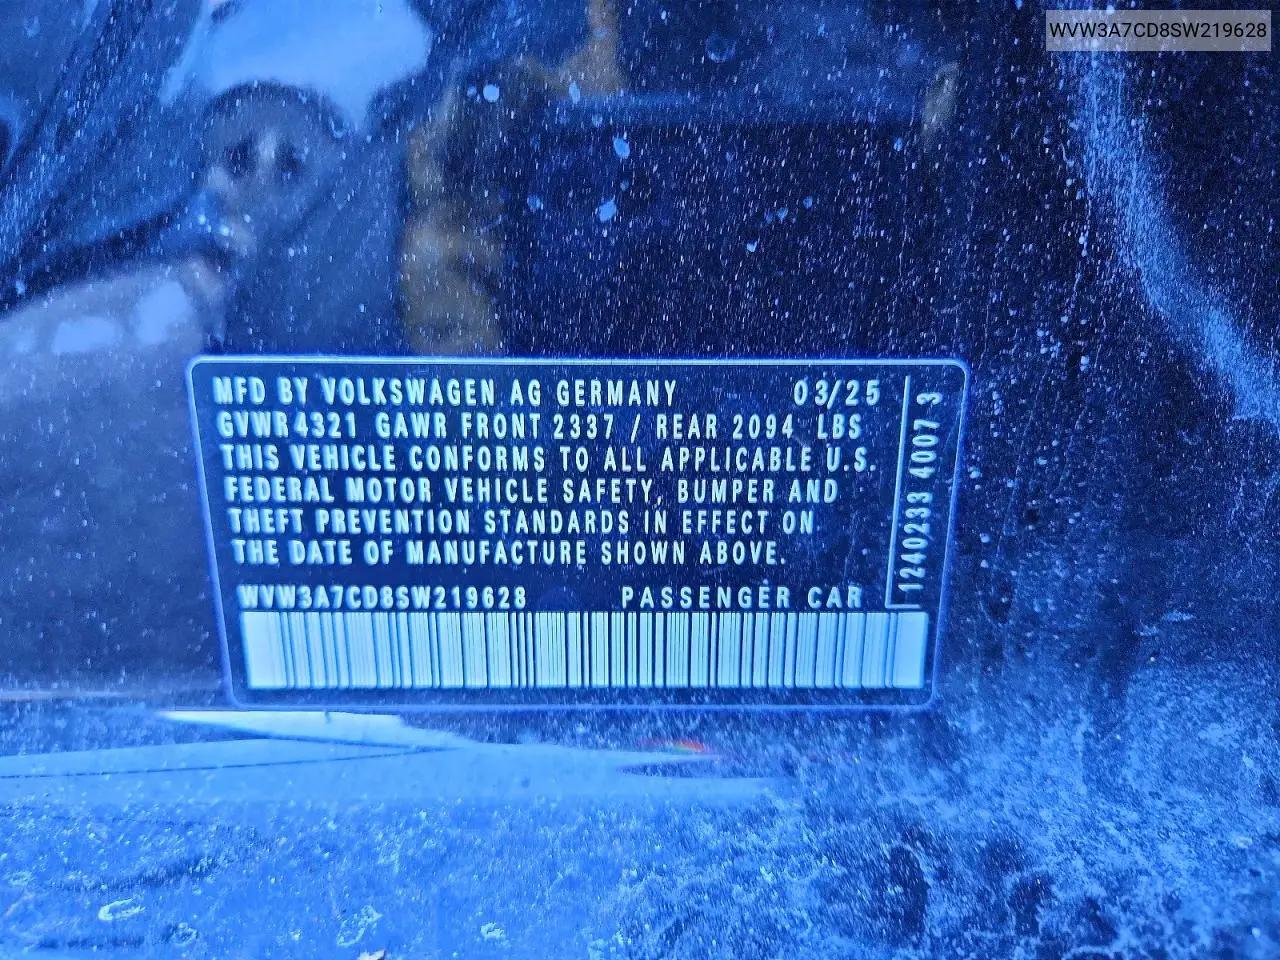 WVW3A7CD8SW219628
MFD BY VOLKSWAGEN AG GERMANY 03/25
GVWR 4321 GAWR FRONT 2337 / REAR 2094 LBS
THIS VEHICLE CONFORMS TO ALL APPLICABLE U.S.
FEDERAL MOTOR VEHICLE SAFETY, BUMPER AND
THEFT PREVENTION STANDARDS IN EFFECT ON
THE DATE OF MANUFACTURE SHOWN ABOVE.
WVW3A7CD8SW219628 PASSENGER CAR
1240233 4007 3